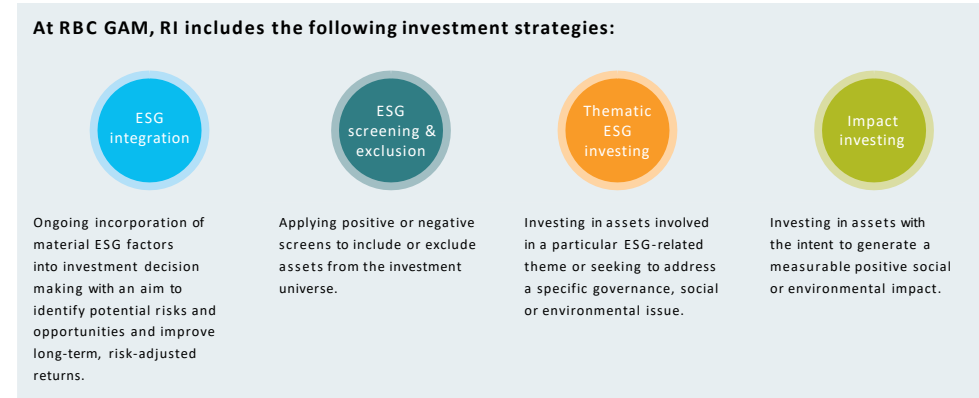 At RBC GAM, RI includes the following investment strategies:
ESG
integration
ESG
screening &
exclusion
Thematic
ESG
investing
Impact
investing
Ongoing incorporation of
material ESG factors
into investment decision
making with an aim to
identify potential risks and
opportunities and improve
long-term, risk-adjusted
returns.
Applying positive or negative
screens to include or exclude
assets from the investment
universe.
Investing in assets involved
in a particular ESG-related
theme or seeking to address
a specific governance, social
or environmental issue.
Investing in assets with
the intent to generate a
measurable positive social
or environmental impact.